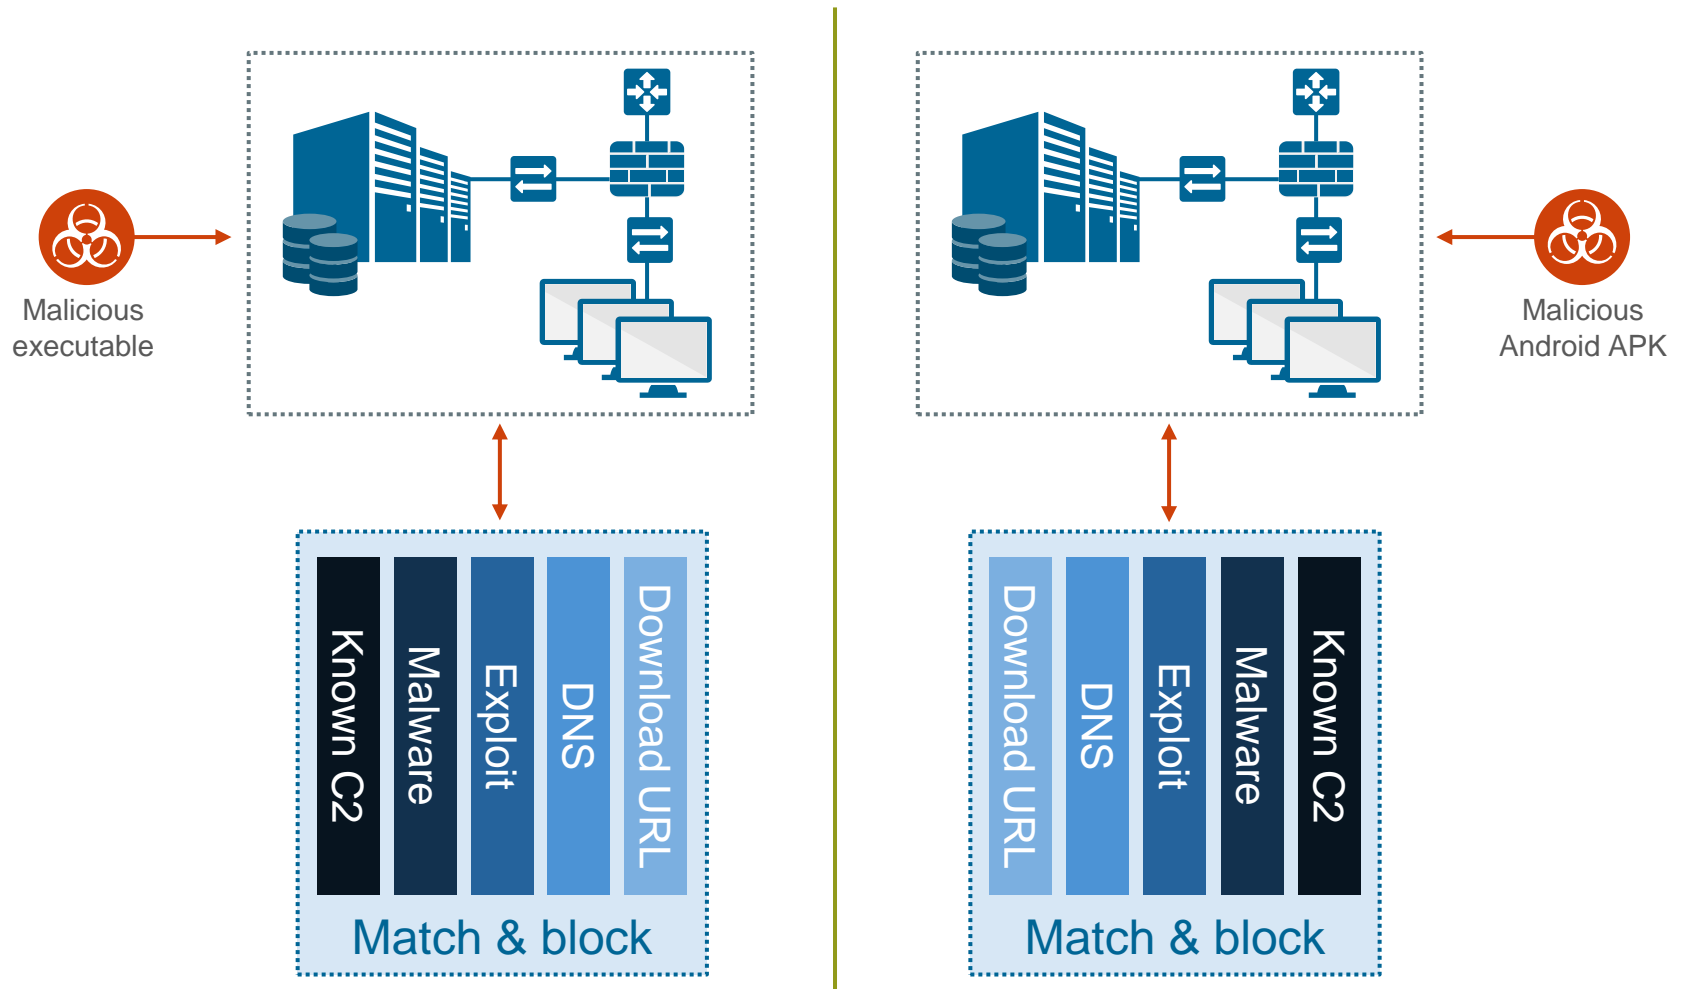 Malicious
executable
Known C2
Malware
Exploit
DNS
Download URL
Match & block
Malicious
Android APK
Download URL
DNS
Exploit
Malware
Known C2
Match & block